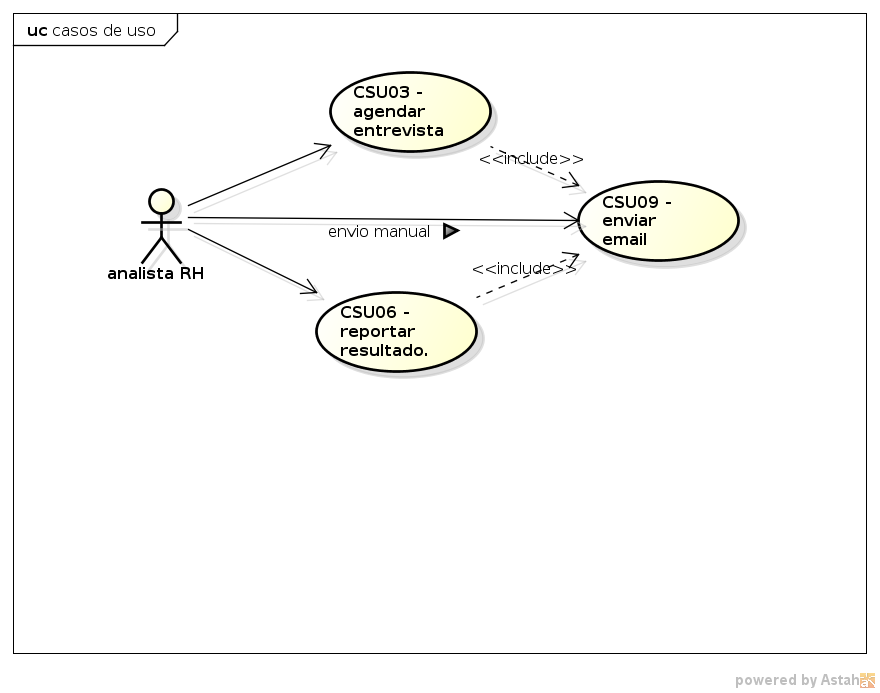 uc casos de uso
CSU03 -
agendar
entrevista
<<include>>
CSU09 -
enviar
email
envio manual
analista RH
<<include>>
CSU06 -
reportar
resultado.
powered by Astah